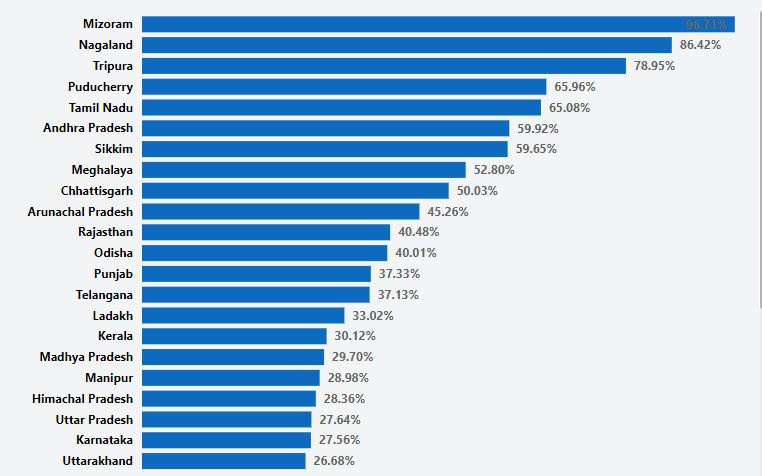 Mizoram 96.71%
Nagaland 86.42%
Tripura 78.95%
Puducherry 65.96%
Tamil Nadu 65.08%
Andhra Pradesh 59.92%
Sikkim 59.65%
Meghalaya 52.80%
Chhattisgarh 50.03%
Arunachal Pradesh 45.26%
Rajasthan 40.48%
Odisha 40.01%
Punjab 37.33%
Telangana 37.13%
Ladakh 33.02%
Kerala 30.12%
Madhya Pradesh 29.70%
Manipur 28.98%
Himachal Pradesh 28.36%
Uttar Pradesh 27.64%
Karnataka 27.56%
Uttarakhand 26.68%